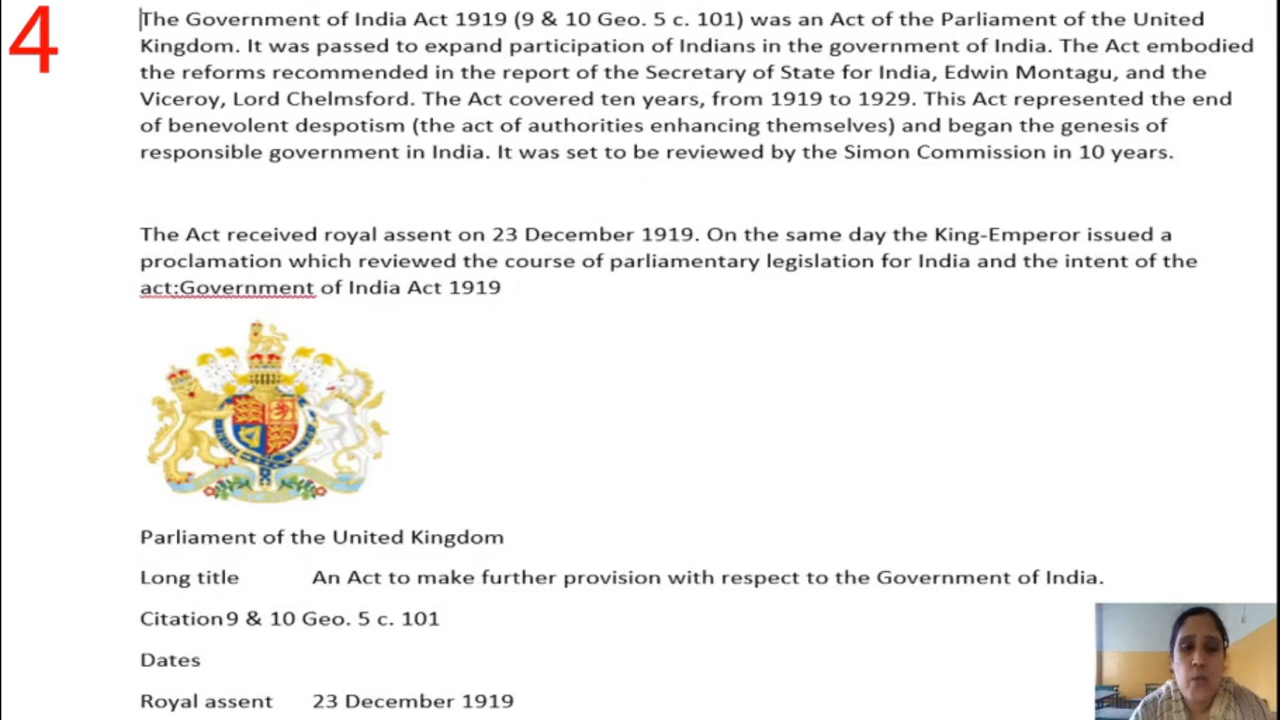 4
The Government of India Act 1919 (9 & 10 Geo. 5 c. 101) was an Act of the Parliament of the United
Kingdom. It was passed to expand participation of Indians in the government of India. The Act embodied
the reforms recommended in the report of the Secretary of State for India, Edwin Montagu, and the
Viceroy, Lord Chelmsford. The Act covered ten years, from 1919 to 1929. This Act represented the end
of benevolent despotism (the act of authorities enhancing themselves) and began the genesis of
responsible government in India. It was set to be reviewed by the Simon Commission in 10 years.
The Act received royal assent on 23 December 1919. On the same day the King-Emperor issued a
proclamation which reviewed the course of parliamentary legislation for India and the intent of the
act:Government of India Act 1919
Parliament of the United Kingdom
Long title An Act to make further provision with respect to the Government of India.
Citation9 & 10 Geo. 5 c. 101
Dates
Royal assent 23 December 1919